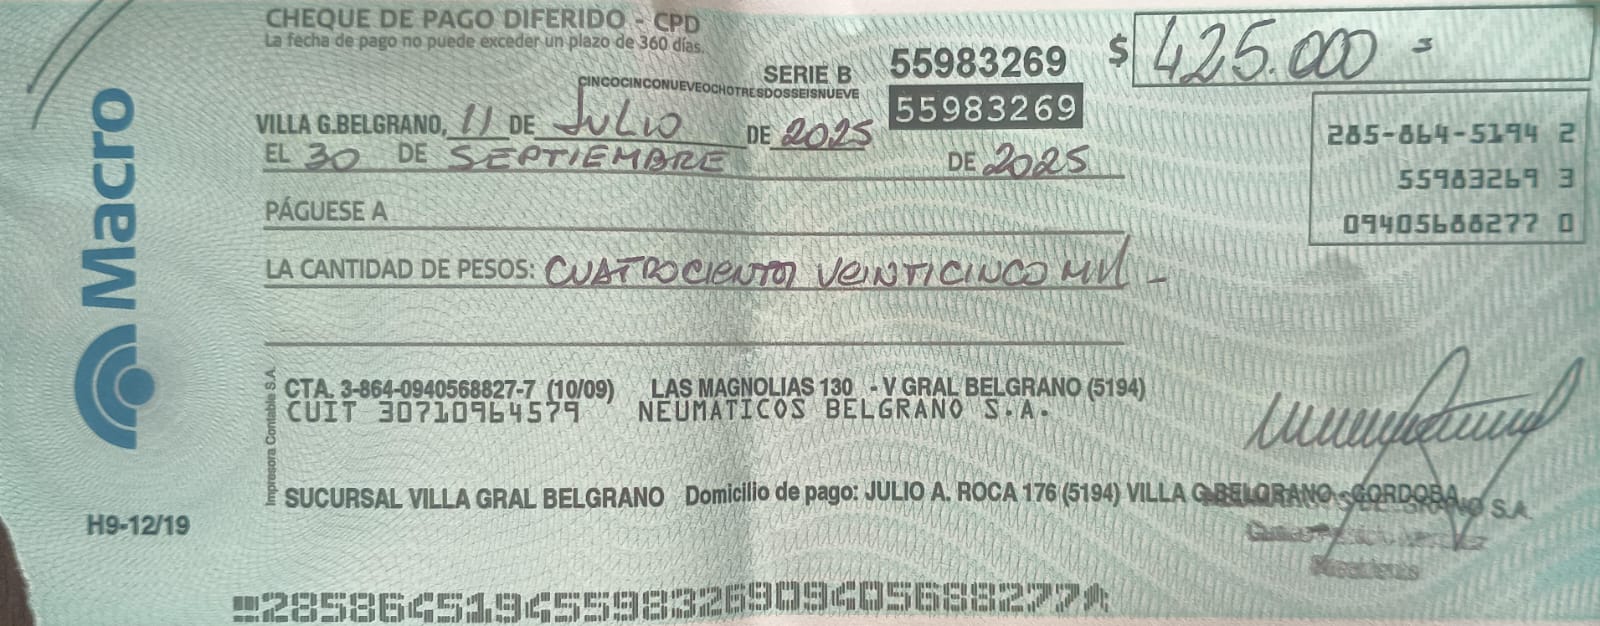 CHEQUE DE PAGO DIFERIDO - CPD
La fecha de pago no puede exceder un plazo de 360 días.
SERIE B 55983269
$ 425.000
CINCOCINCONUEVEOCHOTRESDOSSEISNUEVE
55983269
VILLA G.BELGRANO, 11 DE JULIO DE 2025
EL 30 DE SEPTIEMBRE DE 2025
285-864-5194 2
55983269 3
09405688277 0
PÁGUESE A
LA CANTIDAD DE PESOS: CUATROCIENTOS VEINTICINCO MIL -
Macro
Impresora Contable S.A.
CTA. 3-864-0940568827-7 (10/09) LAS MAGNOLIAS 130 - V GRAL BELGRANO (5194)
CUIT 30710964579 NEUMATICOS BELGRANO S.A.
SUCURSAL VILLA GRAL BELGRANO Domicilio de pago: JULIO A. ROCA 176 (5194) VILLA G.BELGRANO - CORDOBA
S.A.
Presidente
H9-12/19
28586451945598326909405688277